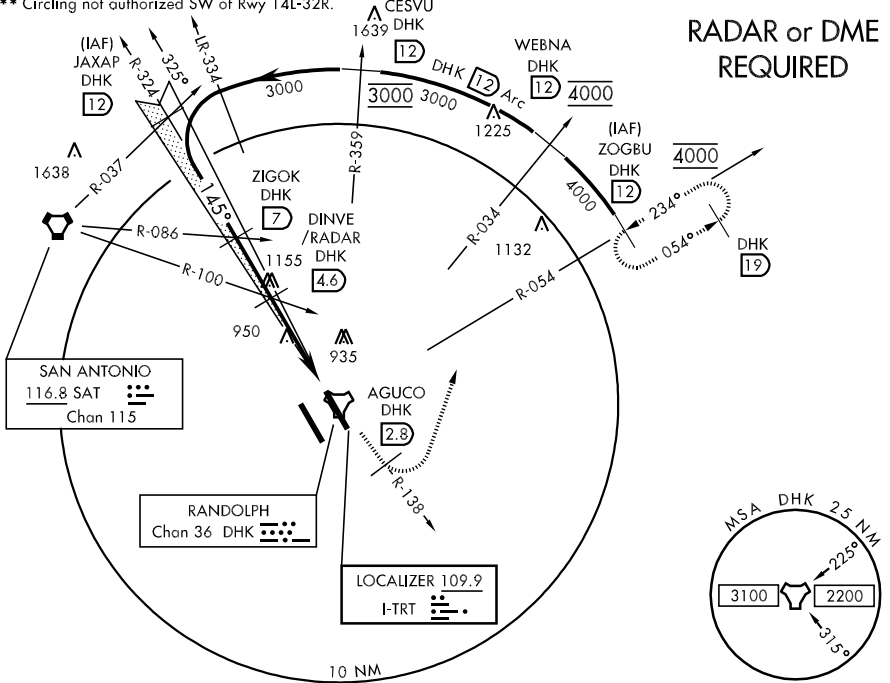 ** Circling not authorized SW of Rwy 14L-32R.
RADAR or DME
REQUIRED
(IAF)
JAXAP
DHK
12
R-324
325°
LR-334
3000
1639
CESVU
DHK
12
3000
3000
DHK 12 Arc
WEBNA
DHK
12
4000
1225
(IAF)
ZOGBU
DHK
12
4000
4000
1638
R-037
145°
R-359
R-034
ZIGOK
DHK
7
R-086
R-100
1155
DINVE
/RADAR
DHK
4.6
1132
R-054
234°
054°
DHK
19
950
935
SAN ANTONIO
116.8 SAT
Chan 115
AGUCO
DHK
2.8
R-138
RANDOLPH
Chan 36 DHK
LOCALIZER 109.9
I-TRT
10 NM
MSA DHK 25 NM
225°
3100
2200
315°